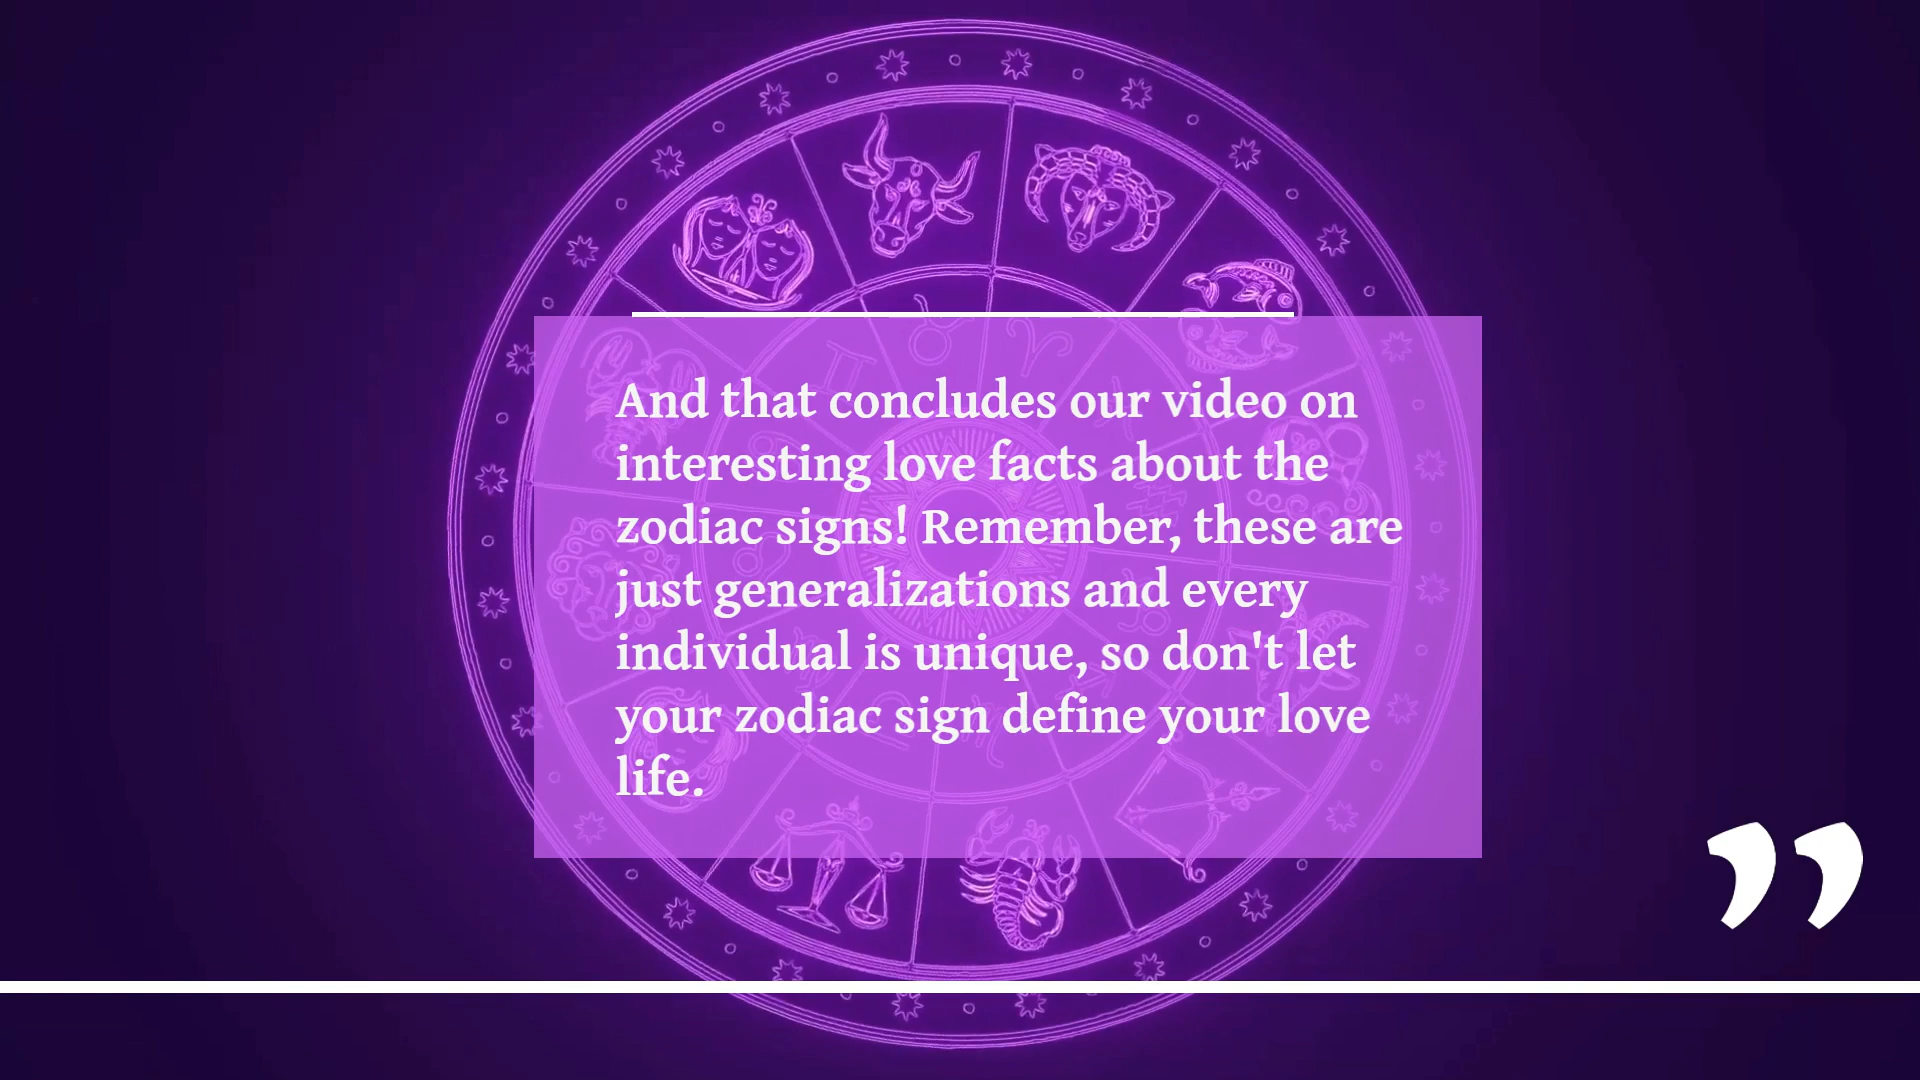 And that concludes our video on
interesting love facts about the
zodiac signs! Remember, these are
just generalizations and every
individual is unique, so don't let
your zodiac sign define your love
life.
”